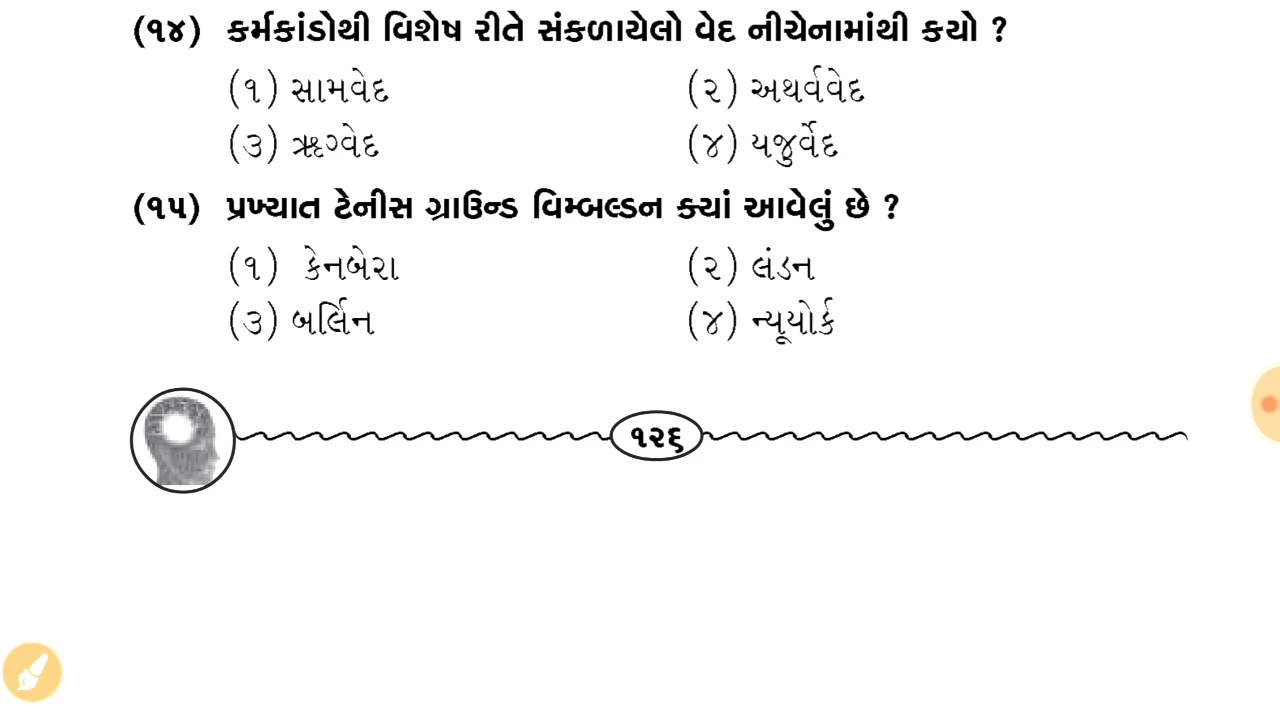 (૧૪) કર્મકાંડોથી વિશેષ રીતે સંકળાયેલો વેદ નીચેનામાંથી કયો ?
(૧) સામવેદ (૨) અથર્વવેદ
(૩) ઋગ્વેદ (૪) યજુર્વેદ
(૧૫) પ્રખ્યાત ટેનીસ ગ્રાઉન્ડ વિમ્બલ્ડન ક્યાં આવેલું છે ?
(૧) કેનબેરા (૨) લંડન
(૩) બર્લિન (૪) ન્યૂયોર્ક
૧૨૬